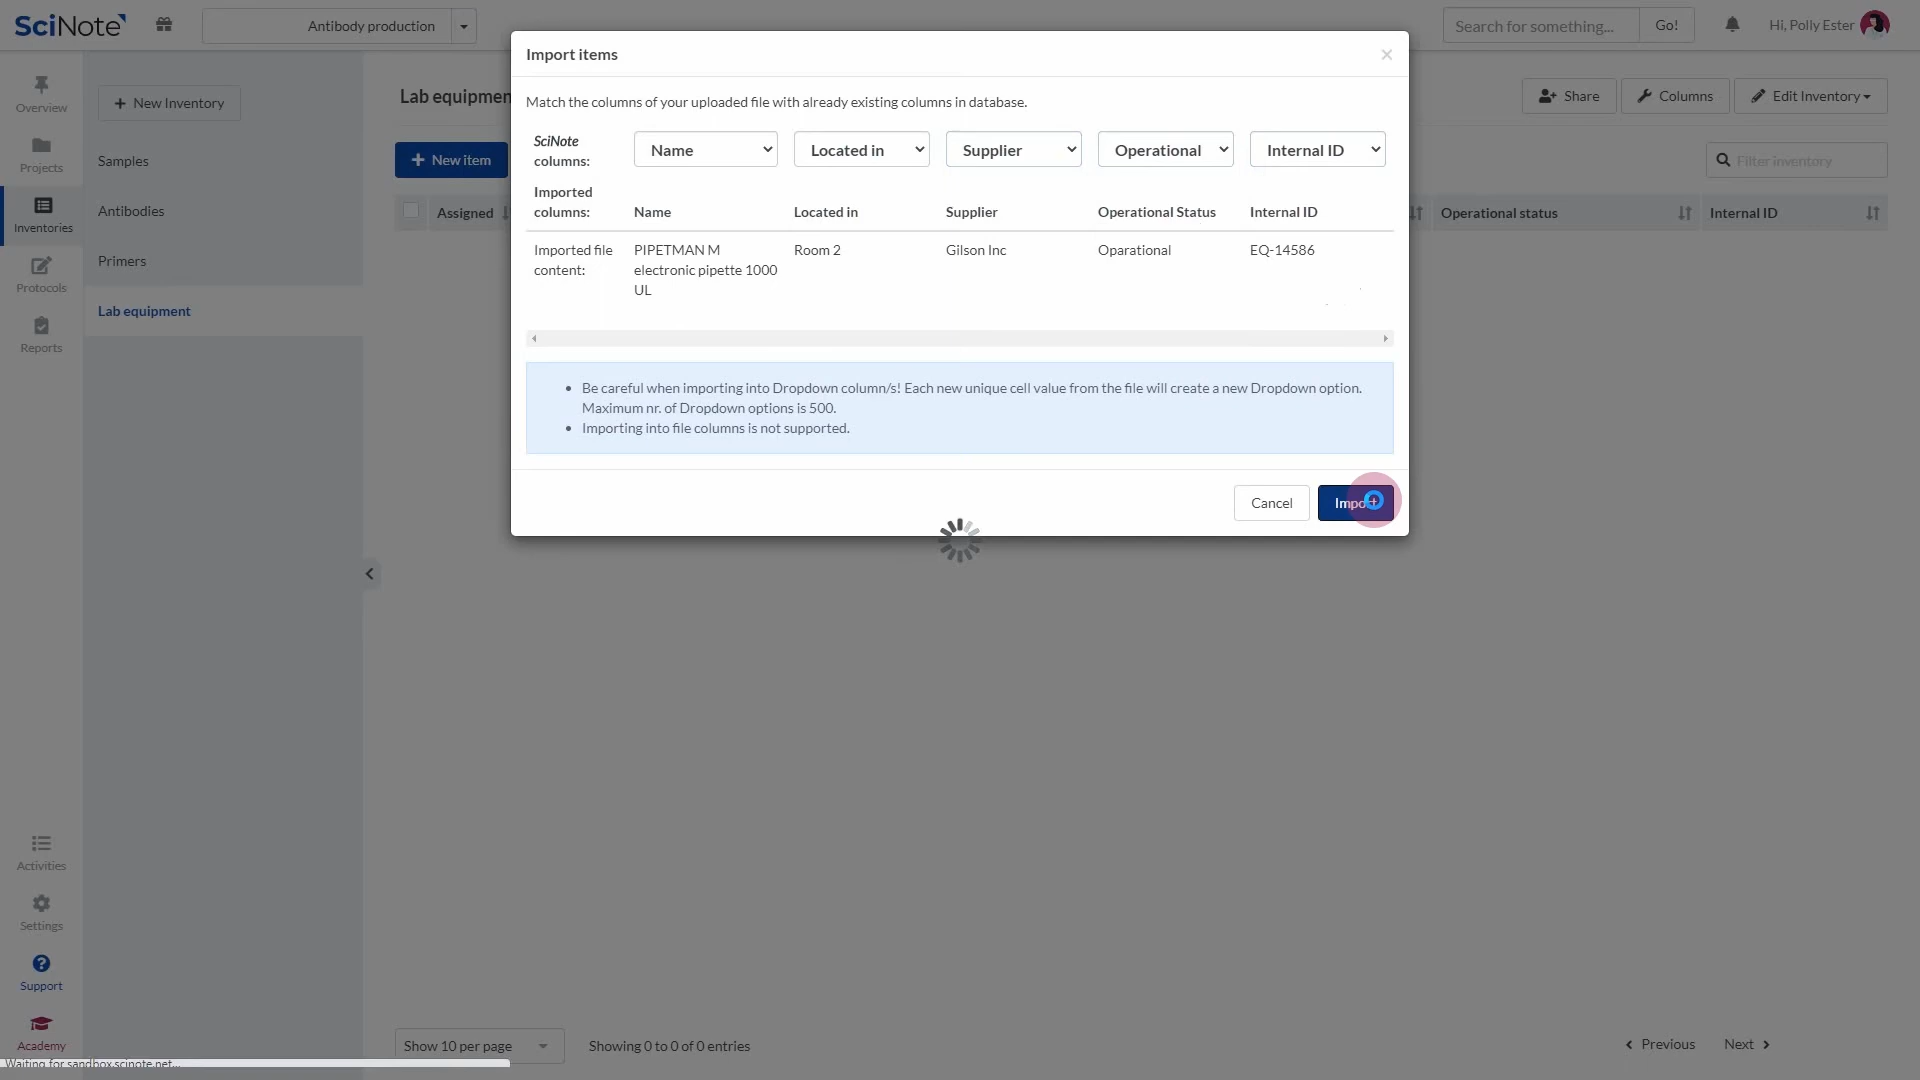 SciNote
Antibody production
Search for something...
Go!
Hi, Polly Ester
Import items
×
Overview
Projects
Inventories
Protocols
Reports
Activities
Settings
Support
Academy
+ New Inventory
Samples
Antibodies
Primers
Lab equipment
Lab equipmen
Share
Columns
Edit Inventory
+ New item
Filter inventory
Assigned
Operational status
Internal ID
Match the columns of your uploaded file with already existing columns in database.
SciNote
columns:
Name
Located in
Supplier
Operational
Internal ID
Imported
columns:
Name
Located in
Supplier
Operational Status
Internal ID
Imported file
content:
PIPETMAN M
electronic pipette 1000
UL
Room 2
Gilson Inc
Oparational
EQ-14586
• Be careful when importing into Dropdown column/s! Each new unique cell value from the file will create a new Dropdown option.
Maximum nr. of Dropdown options is 500.
• Importing into file columns is not supported.
Cancel
Import
Show 10 per page
Showing 0 to 0 of 0 entries
Previous
Next
Waiting for sandbox.scinote.net...